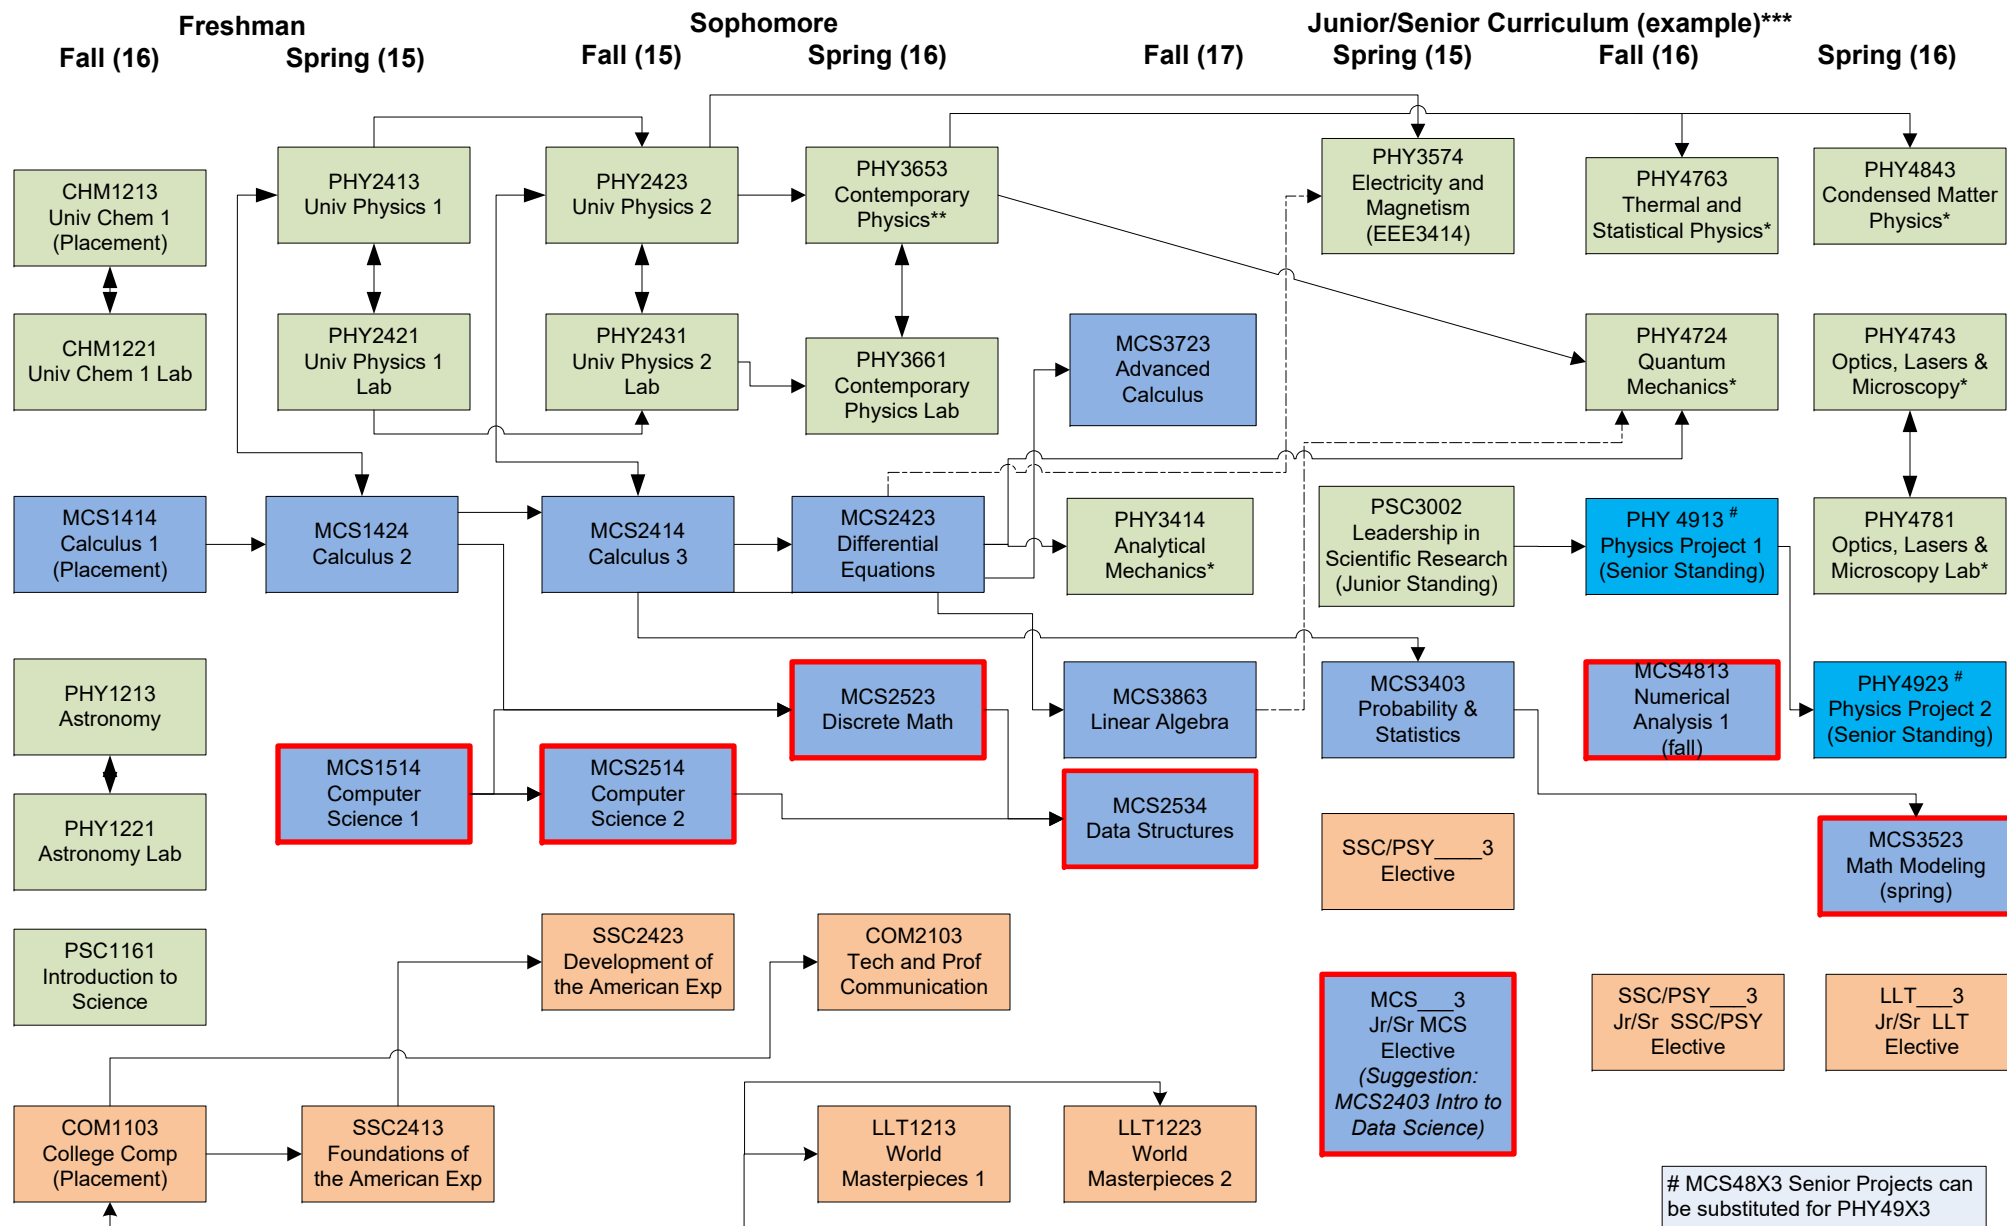 Freshman
Sophomore
Junior/Senior Curriculum (example)***
Fall (16)
Spring (15)
Fall (15)
Spring (16)
Fall (17)
Spring (15)
Fall (16)
Spring (16)
CHM1213
Univ Chem 1
(Placement)
PHY2413
Univ Physics 1
PHY2423
Univ Physics 2
PHY3653
Contemporary
Physics**
PHY3574
Electricity and
Magnetism
(EEE3414)
PHY4763
Thermal and
Statistical Physics*
PHY4843
Condensed Matter
Physics*
CHM1221
Univ Chem 1 Lab
PHY2421
Univ Physics 1
Lab
PHY2431
Univ Physics 2
Lab
PHY3661
Contemporary
Physics Lab
MCS3723
Advanced
Calculus
PHY4724
Quantum
Mechanics*
PHY4743
Optics, Lasers &
Microscopy*
MCS1414
Calculus 1
(Placement)
MCS1424
Calculus 2
MCS2414
Calculus 3
MCS2423
Differential
Equations
PHY3414
Analytical
Mechanics*
PSC3002
Leadership in
Scientific Research
(Junior Standing)
PHY 4913 #
Physics Project 1
(Senior Standing)
PHY4781
Optics, Lasers &
Microscopy Lab*
PHY1213
Astronomy
MCS2523
Discrete Math
MCS3863
Linear Algebra
MCS3403
Probability &
Statistics
MCS4813
Numerical
Analysis 1
(fall)
PHY4923 #
Physics Project 2
(Senior Standing)
PHY1221
Astronomy Lab
MCS1514
Computer
Science 1
MCS2514
Computer
Science 2
MCS2534
Data Structures
SSC/PSY____3
Elective
MCS3523
Math Modeling
(spring)
PSC1161
Introduction to
Science
SSC2423
Development of
the American Exp
COM2103
Tech and Prof
Communication
MCS___3
Jr/Sr MCS
Elective
(Suggestion:
MCS2403 Intro to
Data Science)
SSC/PSY___3
Jr/Sr SSC/PSY
Elective
LLT___3
Jr/Sr LLT
Elective
COM1103
College Comp
(Placement)
SSC2413
Foundations of
the American Exp
LLT1213
World
Masterpieces 1
LLT1223
World
Masterpieces 2
# MCS48X3 Senior Projects can
be substituted for PHY49X3